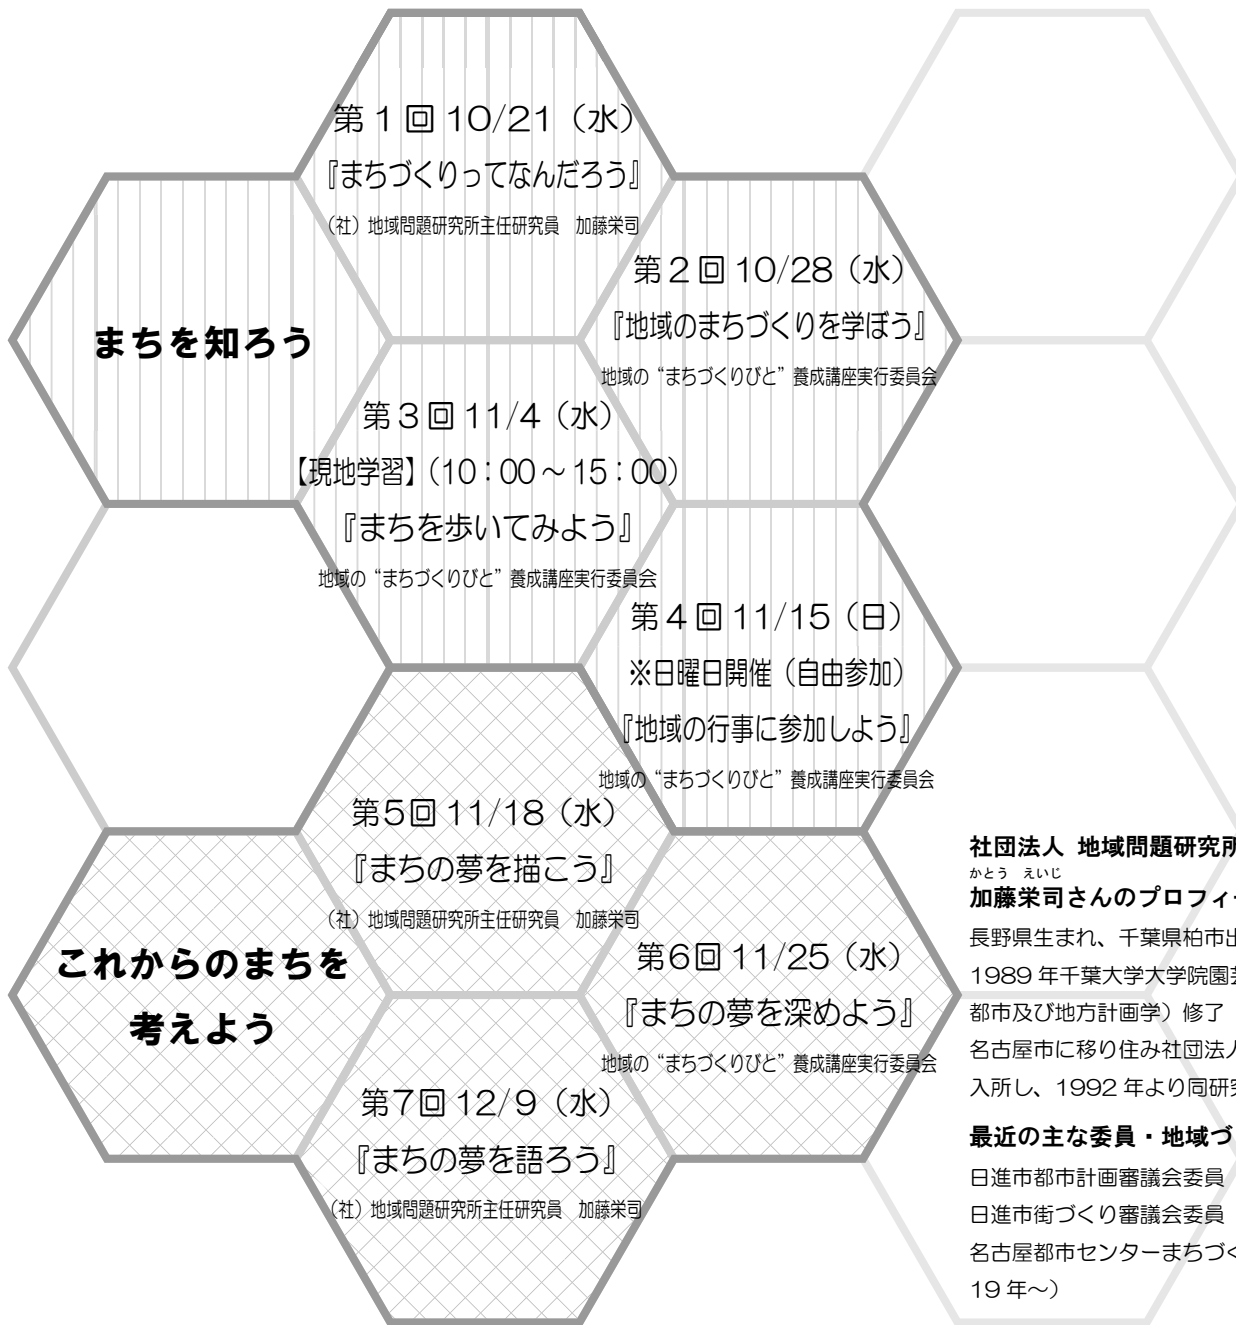 第1回 10/21（水）
『まちづくりってなんだろう』
（社）地域問題研究所主任研究員　加藤栄司
第2回 10/28（水）
『地域のまちづくりを学ぼう』
地域の“まちづくりびと”養成講座実行委員会
まちを知ろう
第3回 11/4（水）
【現地学習】（10：00～15：00）
『まちを歩いてみよう』
地域の“まちづくりびと”養成講座実行委員会
第4回 11/15（日）
※日曜日開催（自由参加）
『地域の行事に参加しよう』
地域の“まちづくりびと”養成講座実行委員会
第5回 11/18（水）
『まちの夢を描こう』
（社）地域問題研究所主任研究員　加藤栄司
これからのまちを
考えよう
第6回 11/25（水）
『まちの夢を深めよう』
地域の“まちづくりびと”養成講座実行委員会
第7回 12/9（水）
『まちの夢を語ろう』
（社）地域問題研究所主任研究員　加藤栄司
社団法人 地域問題研究所
かとう　えいじ
加藤栄司さんのプロフィ
長野県生まれ、千葉県柏市出
1989年千葉大学大学院園芸
都市及び地方計画学）修了
名古屋市に移り住み社団法人
入所し、1992年より同研究
最近の主な委員・地域づ
日進市都市計画審議会委員
日進市街づくり審議会委員
名古屋都市センターまちづく
19年～）